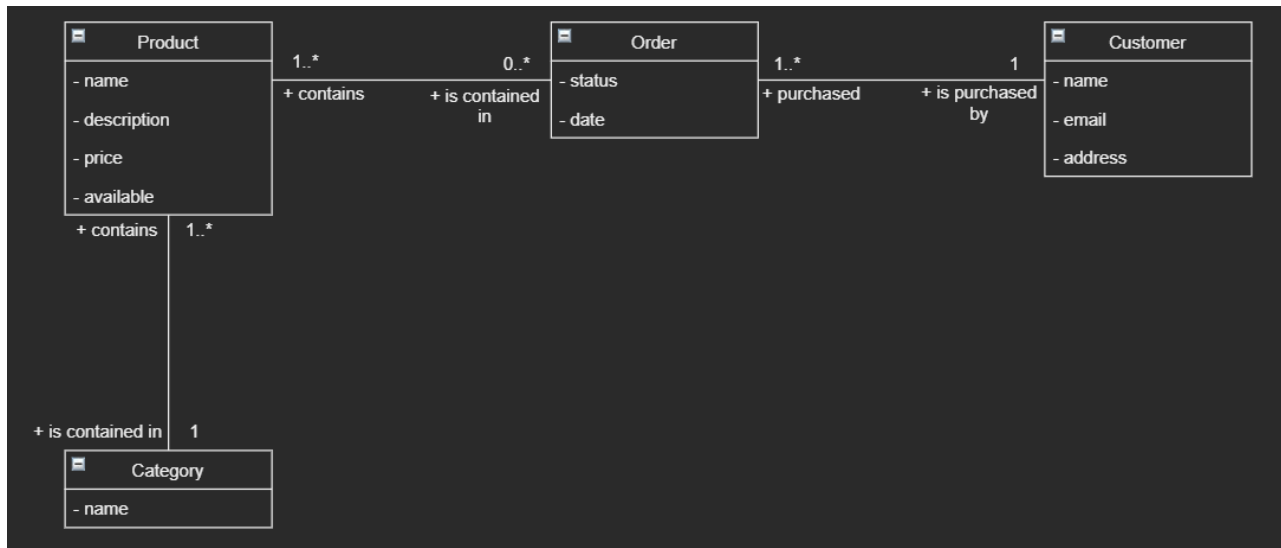 Product
- name
- description
- price
- available
1..*
+ contains
0..*
+ is contained
in
Order
- status
- date
1..*
+ purchased
1
+ is purchased
by
Customer
- name
- email
- address
+ contains
1..*
+ is contained in
1
Category
- name